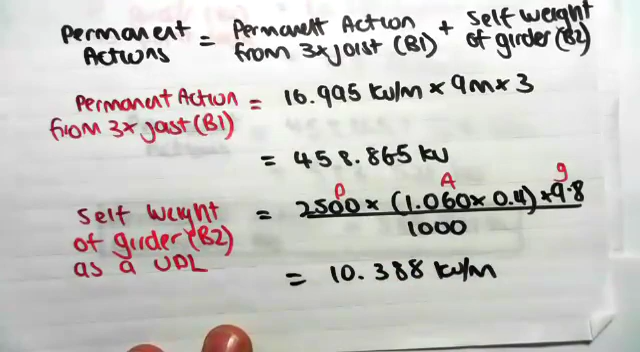 Permanent Actions = Permanent Action from 3x joist (B1) + Self weight of girder (B2)
Permanent Action from 3x joist (B1) = 16.995 kN/m x 9m x 3
= 458.865 kN
ρ A g
Self Weight of girder (B2) as a UDL = 2500 x (1.060 x 0.4) x 9.8
1000
= 10.388 kN/m